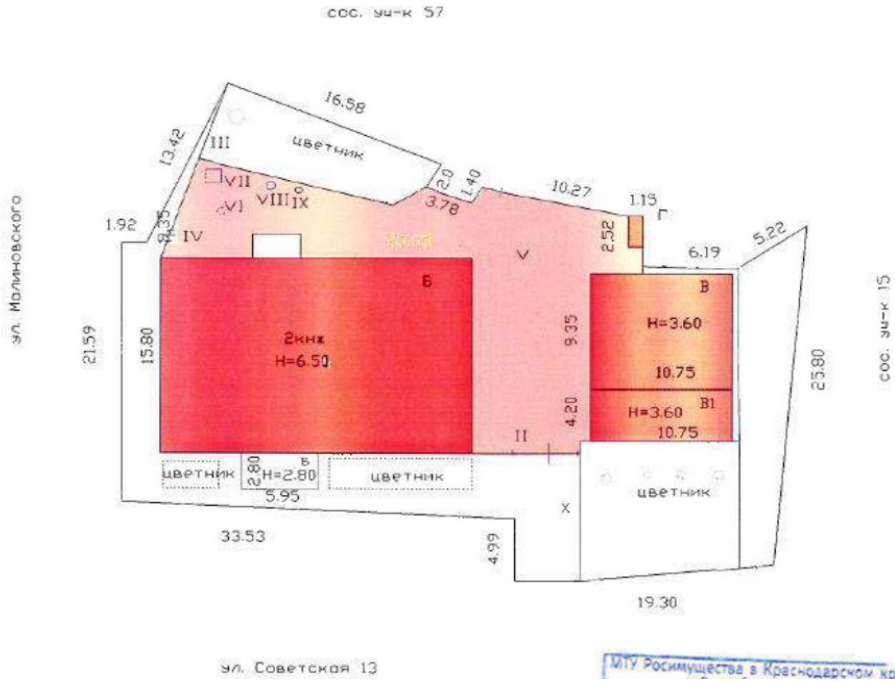 сос. уч-к 57
16.58
13.42
III
цветник
ул. Малиновского
VII
VIII
IX
VI
2.0
1.40
3.78
10.27
1.15
Г
1.92
9.35
IV
V
2.52
6.19
5.22
Б
В
21.59
15.80
2кнж
Н=6.50
9.35
Н=3.60
10.75
25.80
сос. уч-к 15
В1
4.20
Н=3.60
10.75
II
цветник
2.80
Б
Н=2.80
5.95
цветник
X
цветник
33.53
4.99
19.30
ул. Советская 13
МТУ Росимущества в Краснодарском